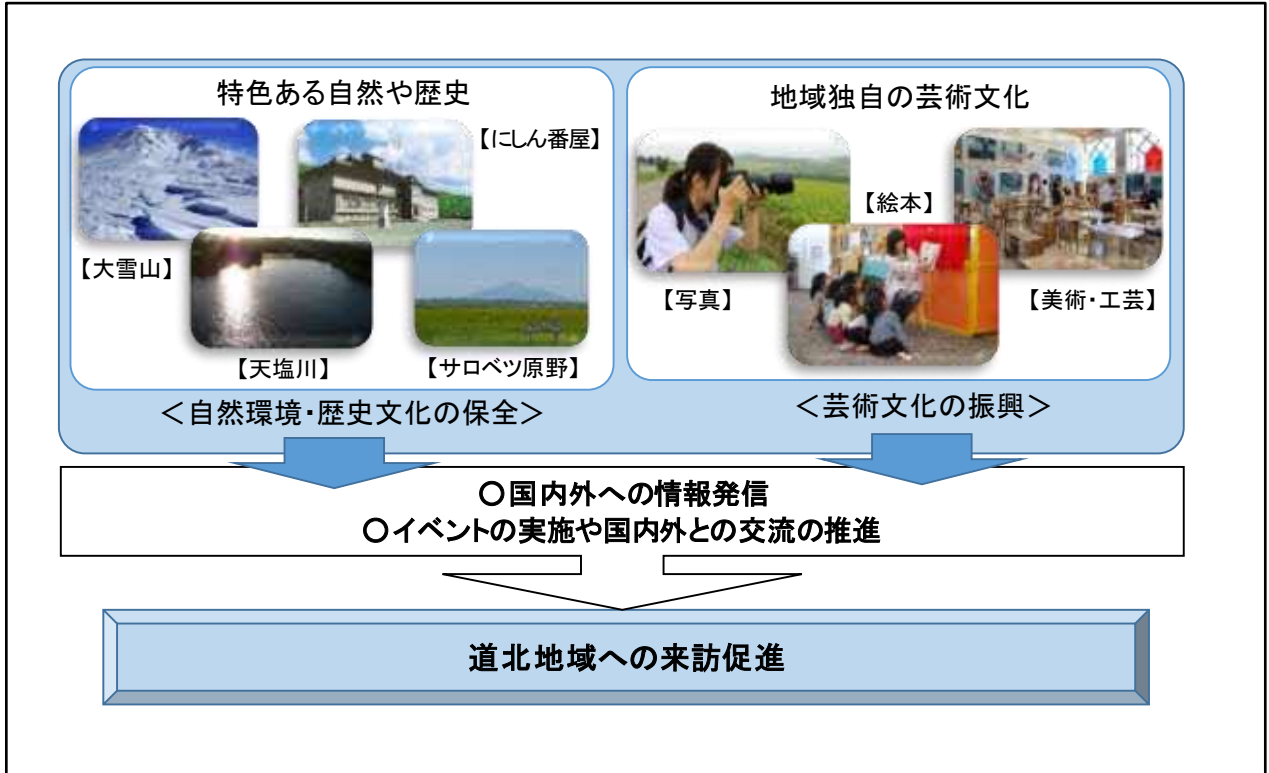 特色ある自然や歴史
【にしん番屋】
【大雪山】
【天塩川】
【サロベツ原野】
＜自然環境・歴史文化の保全＞
地域独自の芸術文化
【絵本】
【写真】
【美術・工芸】
＜芸術文化の振興＞
○国内外への情報発信
○イベントの実施や国内外との交流の推進
道北地域への来訪促進